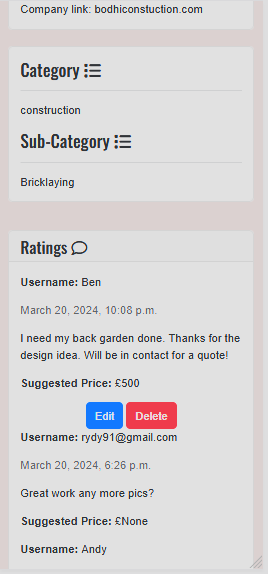 Company link: bodhiconstuction.com
Category
construction
Sub-Category
Bricklaying
Ratings
Username: Ben
March 20, 2024, 10:08 p.m.
I need my back garden done. Thanks for the
design idea. Will be in contact for a quote!
Suggested Price: £500
Edit Delete
Username: rydy91@gmail.com
March 20, 2024, 6:26 p.m.
Great work any more pics?
Suggested Price: £None
Username: Andy